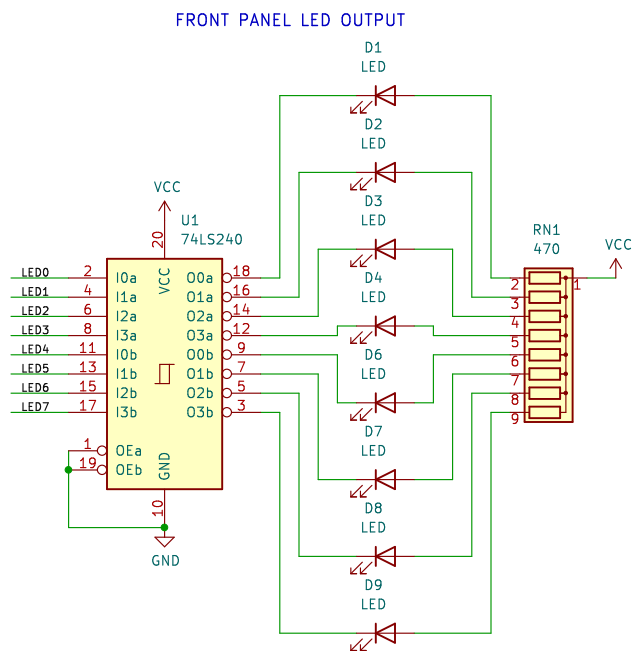 FRONT PANEL LED OUTPUT
D1
LED
D2
LED
D3
LED
D4
LED
D6
LED
D7
LED
D8
LED
D9
LED
VCC
U1
74LS240
20
VCC
LED0 2 I0a O0a 18
LED1 4 I1a O1a 16
LED2 6 I2a O2a 14
LED3 8 I3a O3a 12
LED4 11 I0b O0b 9
LED5 13 I1b O1b 7
LED6 15 I2b O2b 5
LED7 17 I3b O3b 3
1 OEa
19 OEb
GND
10
GND
RN1
470
VCC
1
2
3
4
5
6
7
8
9